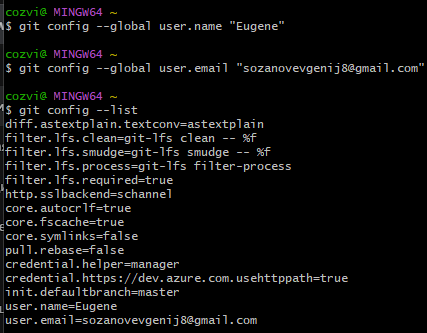 cozvi@ MINGW64 ~
$ git config --global user.name "Eugene"
cozvi@ MINGW64 ~
$ git config --global user.email "sozanovevgenij8@gmail.com"
cozvi@ MINGW64 ~
$ git config --list
diff.astextplain.textconv=astextplain
filter.lfs.clean=git-lfs clean -- %f
filter.lfs.smudge=git-lfs smudge -- %f
filter.lfs.process=git-lfs filter-process
filter.lfs.required=true
http.sslbackend=schannel
core.autocrlf=true
core.fscache=true
core.symlinks=false
pull.rebase=false
credential.helper=manager
credential.https://dev.azure.com.usehttppath=true
init.defaultbranch=master
user.name=Eugene
user.email=sozanovevgenij8@gmail.com